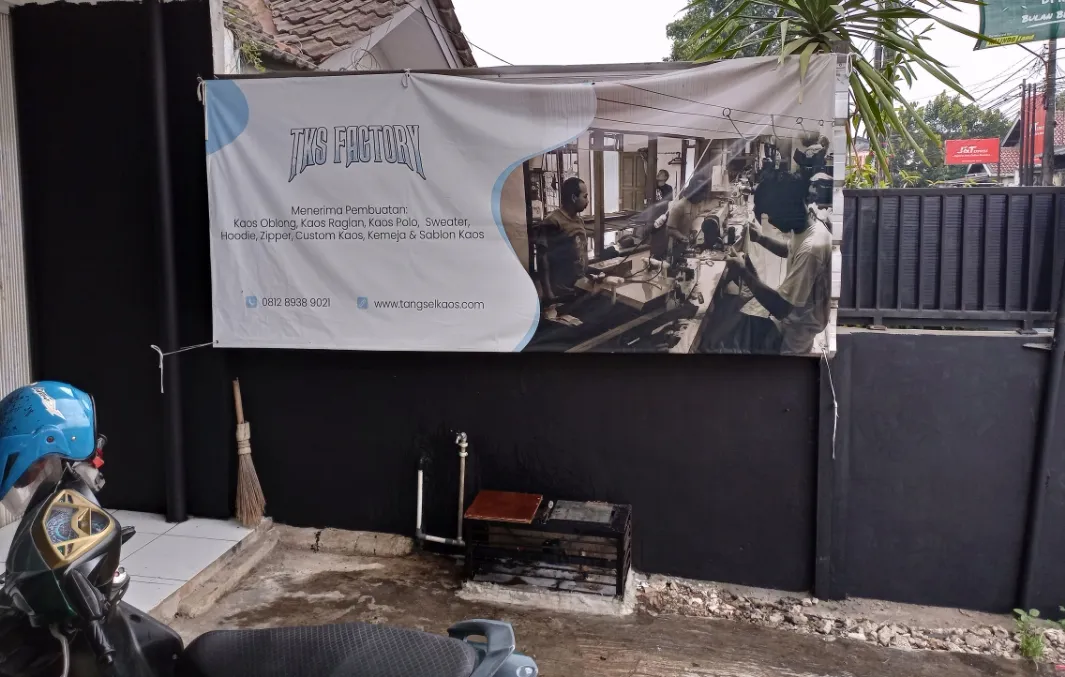 TKS FACTORY
Menerima Pembuatan:
Kaos Oblong, Kaos Raglan, Kaos Polo, Sweater,
Hoodie, Zipper, Custom Kaos, Kemeja & Sablon Kaos
0812 8938 9021 www.tangselkaos.com
BULAN
J&T